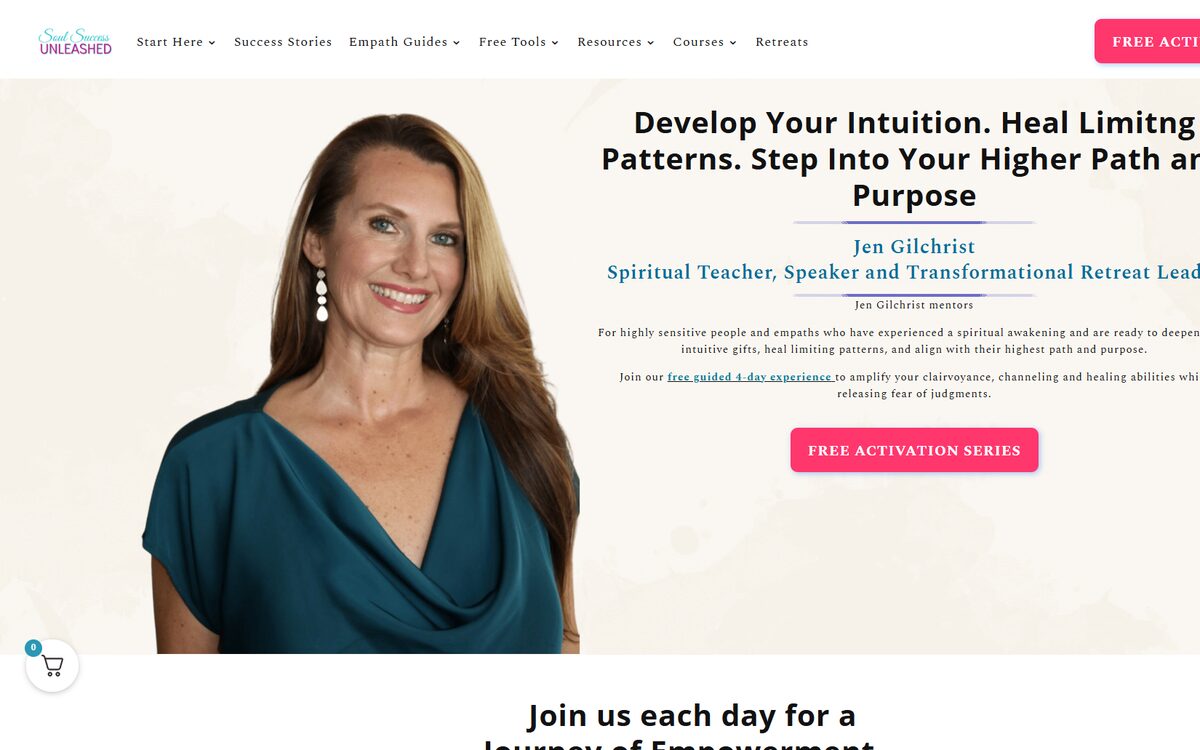 Soul Success
UNLEASHED
Start Here
Success Stories
Empath Guides
Free Tools
Resources
Courses
Retreats
FREE ACTI
Develop Your Intuition. Heal Limitng
Patterns. Step Into Your Higher Path an
Purpose
Jen Gilchrist
Spiritual Teacher, Speaker and Transformational Retreat Lead
Jen Gilchrist mentors
For highly sensitive people and empaths who have experienced a spiritual awakening and are ready to deepen
intuitive gifts, heal limiting patterns, and align with their highest path and purpose.
Join our free guided 4-day experience to amplify your clairvoyance, channeling and healing abilities whi
releasing fear of judgments.
FREE ACTIVATION SERIES
0
Join us each day for a
Journey of Empowerment